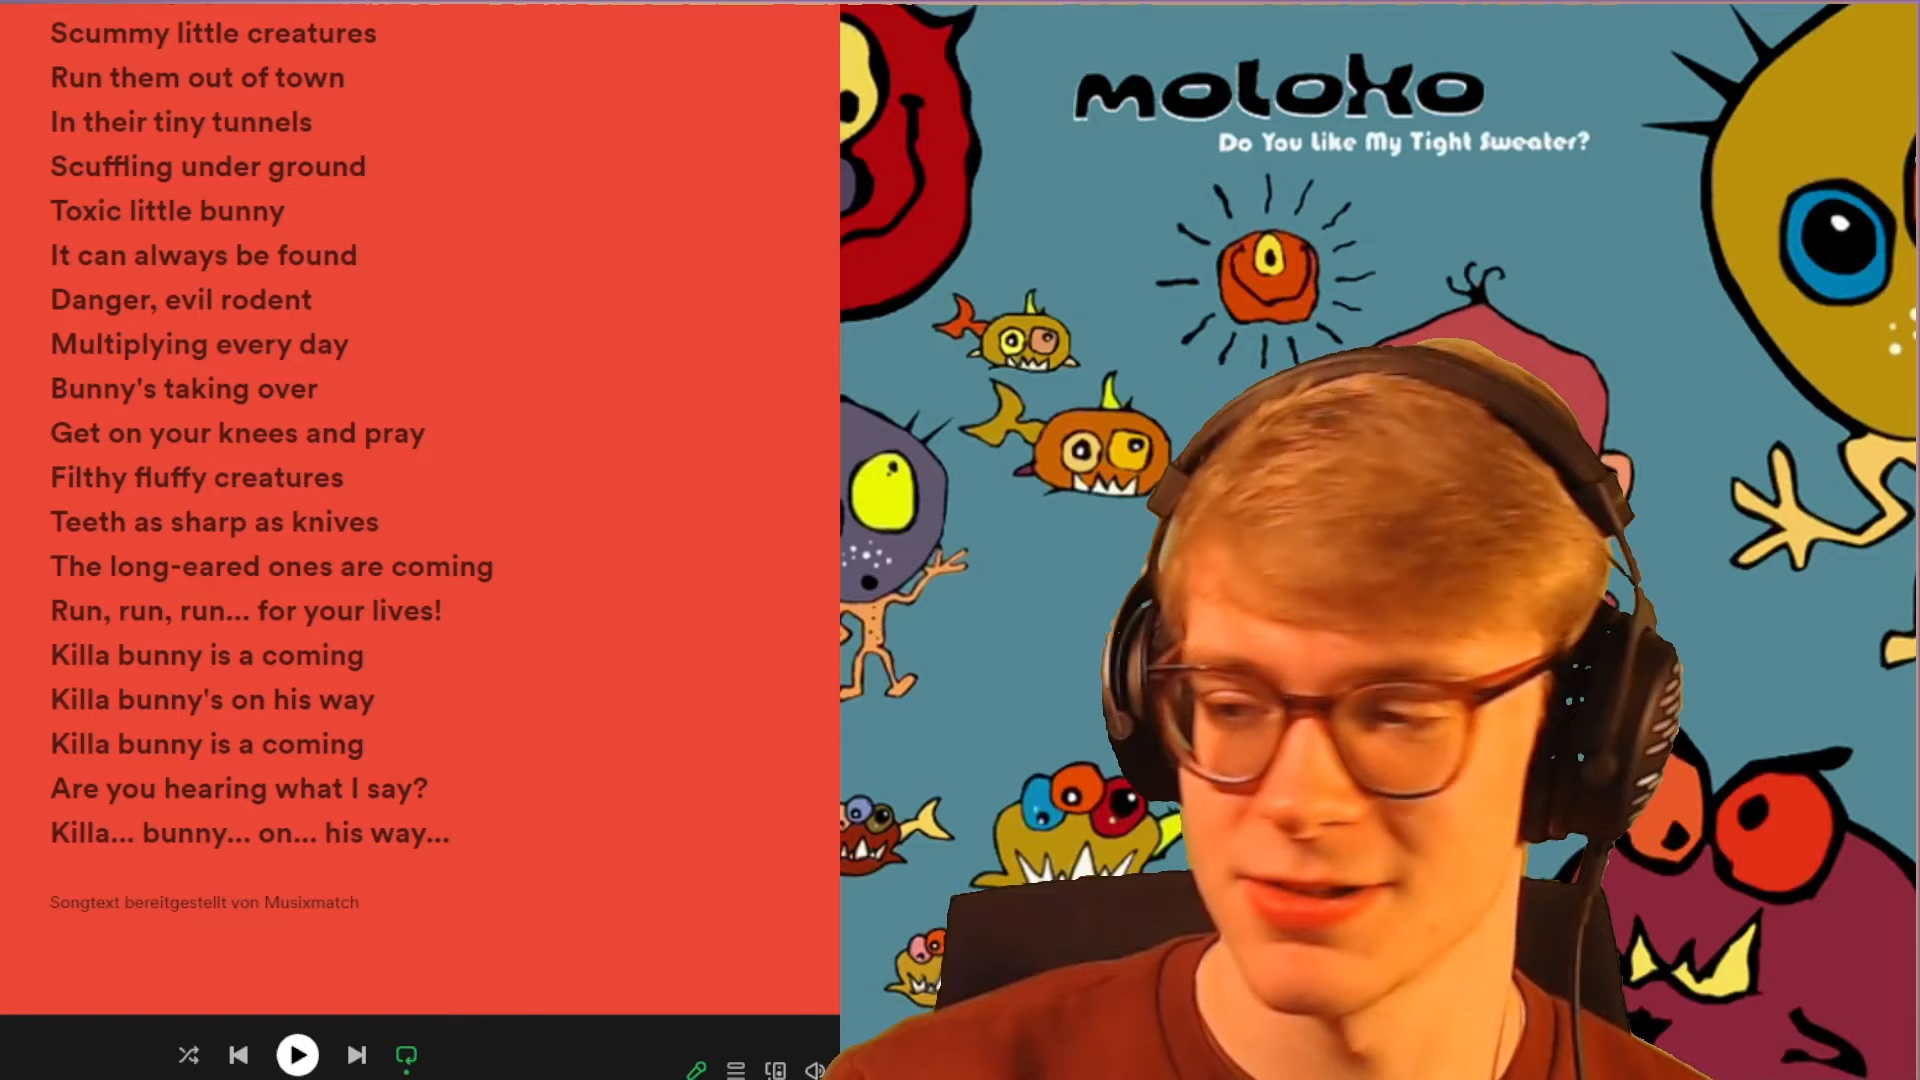 Scummy little creatures
Run them out of town
In their tiny tunnels
Scuffling under ground
Toxic little bunny
It can always be found
Danger, evil rodent
Multiplying every day
Bunny's taking over
Get on your knees and pray
Filthy fluffy creatures
Teeth as sharp as knives
The long-eared ones are coming
Run, run, run... for your lives!
Killa bunny is a coming
Killa bunny's on his way
Killa bunny is a coming
Are you hearing what I say?
Killa... bunny... on... his way...
Songtext bereitgestellt von Musixmatch
moloko
Do You Like My Tight Sweater?